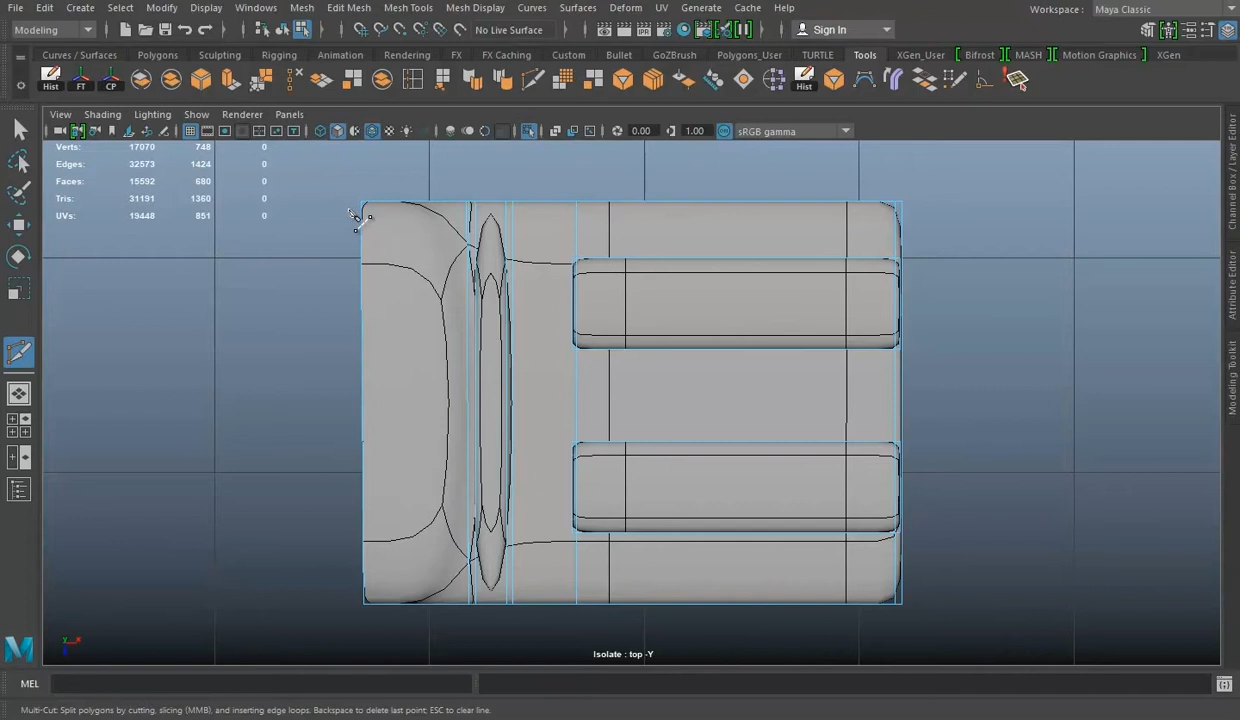 File Edit Create Select Modify Display Windows Mesh Edit Mesh Mesh Tools Mesh Display Curves Surfaces Deform UV Generate Cache Help
Workspace : Maya Classic
Modeling No Live Surface Sign In
Curves / Surfaces Polygons Sculpting Rigging Animation Rendering FX FX Caching Custom Bullet GoZBrush Polygons_User TURTLE Tools XGen_User Bifrost MASH Motion Graphics XGen
Hist FT CP Hist
View Shading Lighting Show Renderer Panels
0.00 1.00 sRGB gamma
Verts: 17070 748 0
Edges: 32573 1424 0
Faces: 15592 680 0
Tris: 31191 1360 0
UVs: 19448 851 0
Channel Box / Layer Editor
Attribute Editor
Modeling Toolkit
Isolate : top -Y
MEL
Multi-Cut: Split polygons by cutting, slicing (MMB), and inserting edge loops. Backspace to delete last point; ESC to clear line.